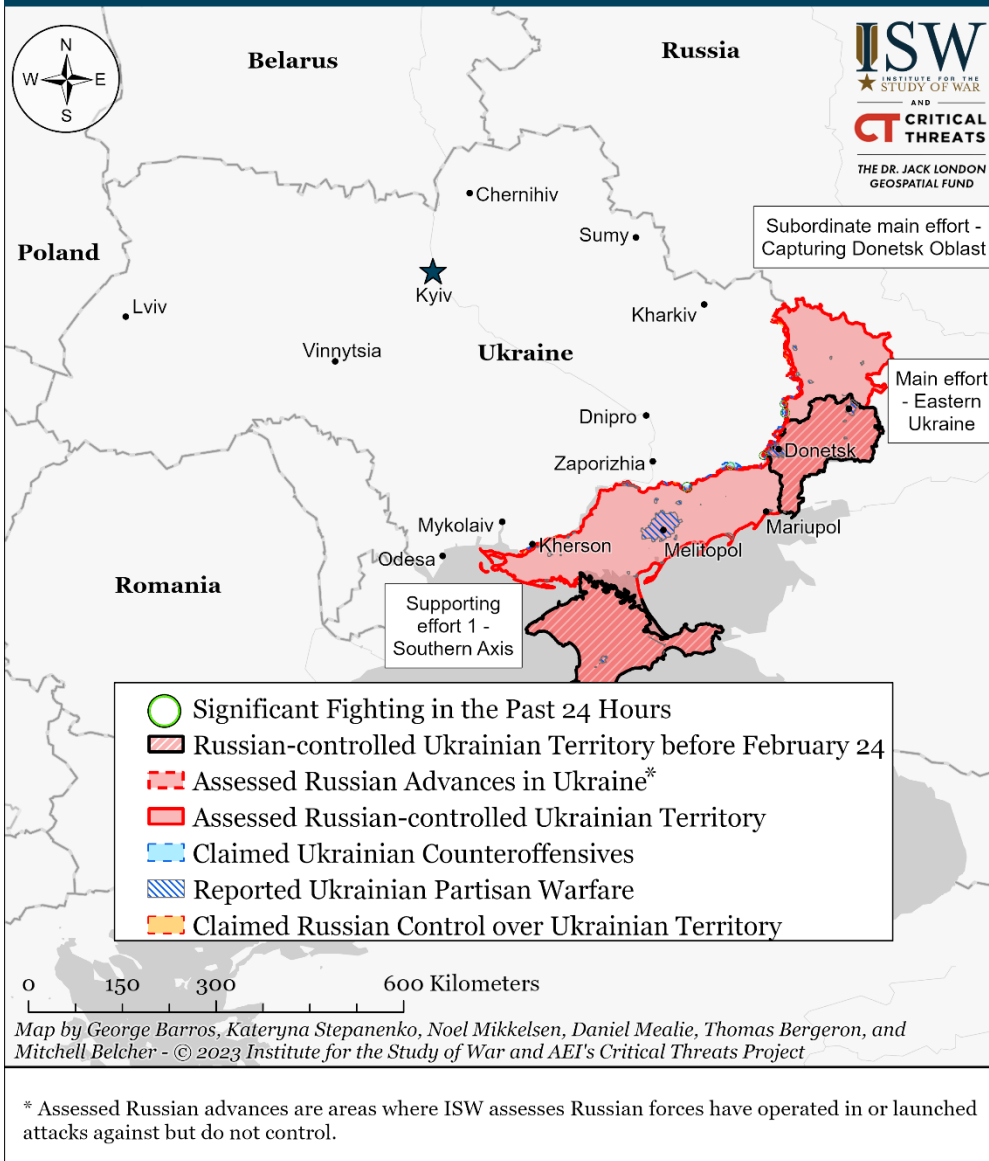 N
W E
S
Belarus
Russia
ISW
INSTITUTE FOR THE
STUDY OF WAR
AND
CT CRITICAL
THREATS
THE DR. JACK LONDON
GEOSPATIAL FUND
Chernihiv
Subordinate main effort -
Capturing Donetsk Oblast
Sumy
Poland
Kyiv
Lviv
Kharkiv
Vinnytsia
Ukraine
Main effort
- Eastern
Ukraine
Dnipro
Donetsk
Zaporizhia
Mariupol
Mykolaiv
Kherson
Melitopol
Odesa
Romania
Supporting
effort 1 -
Southern Axis
Significant Fighting in the Past 24 Hours
Russian-controlled Ukrainian Territory before February 24
Assessed Russian Advances in Ukraine*
Assessed Russian-controlled Ukrainian Territory
Claimed Ukrainian Counteroffensives
Reported Ukrainian Partisan Warfare
Claimed Russian Control over Ukrainian Territory
0 150 300 600 Kilometers
Map by George Barros, Kateryna Stepanenko, Noel Mikkelsen, Daniel Mealie, Thomas Bergeron, and
Mitchell Belcher - © 2023 Institute for the Study of War and AEI's Critical Threats Project
* Assessed Russian advances are areas where ISW assesses Russian forces have operated in or launched
attacks against but do not control.